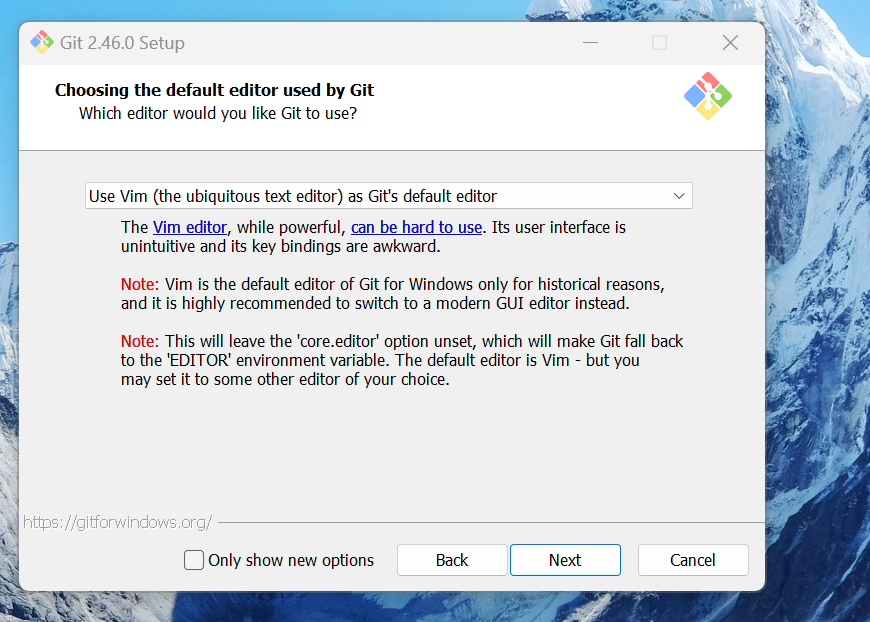 Git 2.46.0 Setup
Choosing the default editor used by Git
Which editor would you like Git to use?
Use Vim (the ubiquitous text editor) as Git's default editor
The Vim editor, while powerful, can be hard to use. Its user interface is
unintuitive and its key bindings are awkward.
Note: Vim is the default editor of Git for Windows only for historical reasons,
and it is highly recommended to switch to a modern GUI editor instead.
Note: This will leave the 'core.editor' option unset, which will make Git fall back
to the 'EDITOR' environment variable. The default editor is Vim - but you
may set it to some other editor of your choice.
https://gitforwindows.org/
Only show new options
Back
Next
Cancel